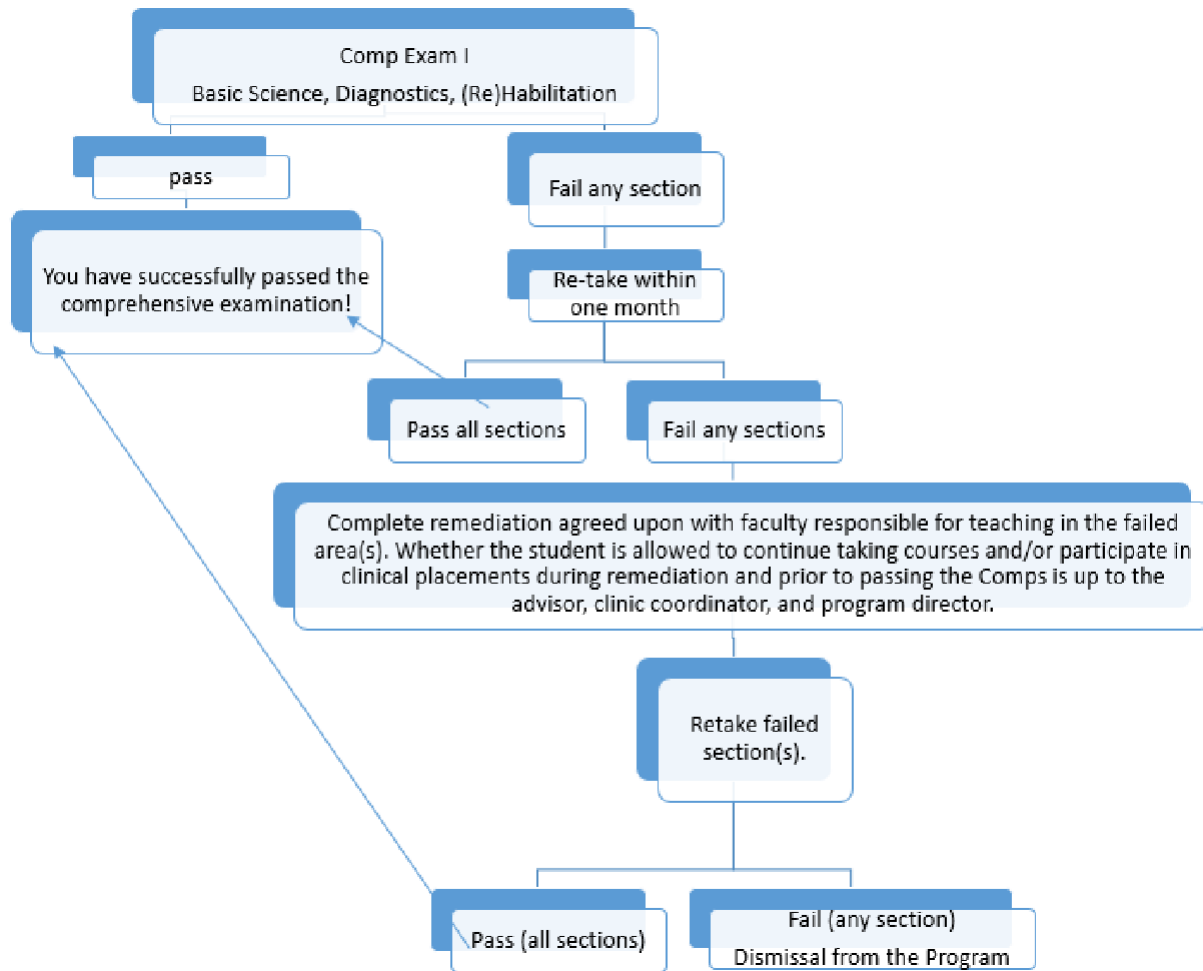 Comp Exam I
Basic Science, Diagnostics, (Re)Habilitation
pass
Fail any section
You have successfully passed the
comprehensive examination!
Re-take within
one month
Pass all sections
Fail any sections
Complete remediation agreed upon with faculty responsible for teaching in the failed
area(s). Whether the student is allowed to continue taking courses and/or participate in
clinical placements during remediation and prior to passing the Comps is up to the
advisor, clinic coordinator, and program director.
Retake failed
section(s).
Pass (all sections)
Fail (any section)
Dismissal from the Program